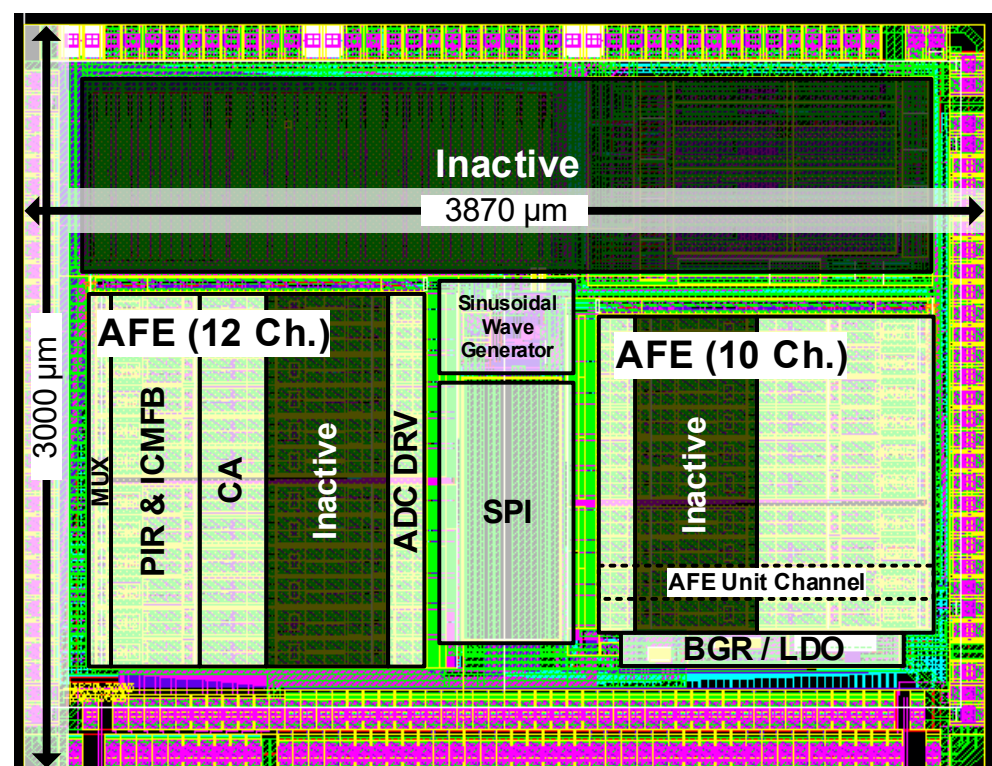 Inactive
3870 µm
3000 µm
AFE (12 Ch.)
MUX
PIR & ICMFB
CA
Inactive
ADC DRV
Sinusoidal
Wave
Generator
SPI
AFE (10 Ch.)
Inactive
AFE Unit Channel
BGR / LDO